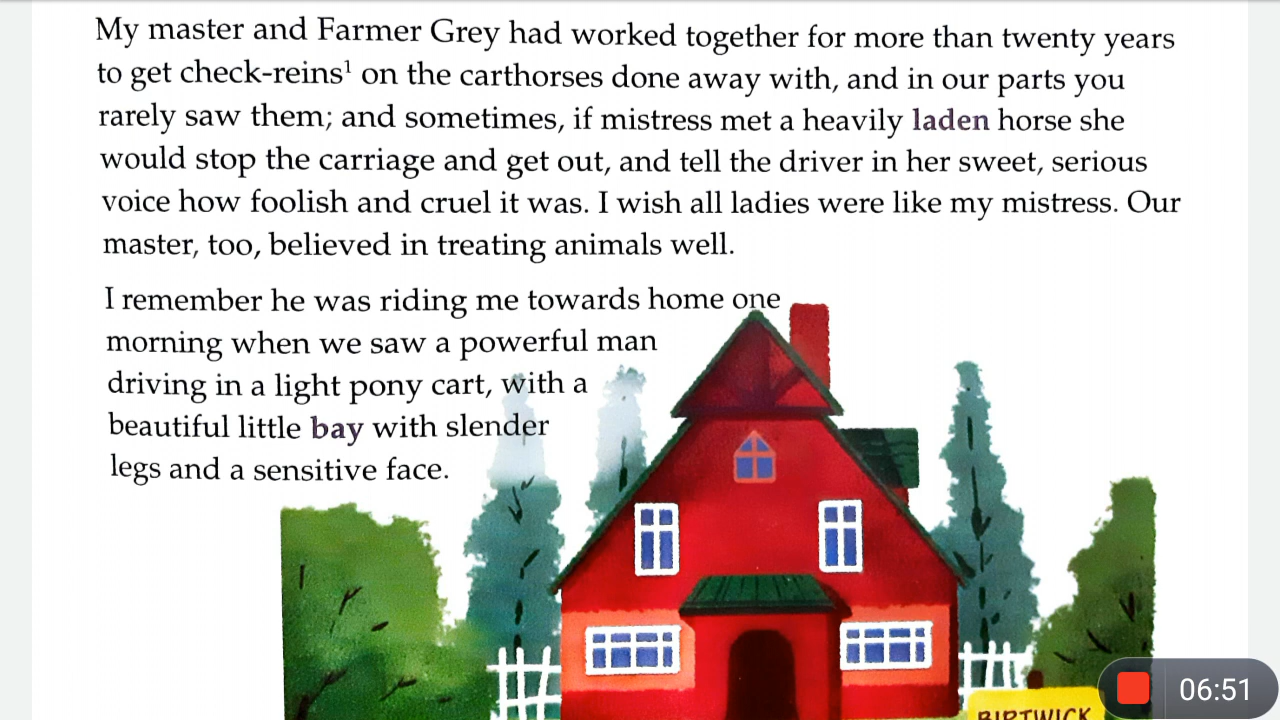 My master and Farmer Grey had worked together for more than twenty years
to get check-reins¹ on the carthorses done away with, and in our parts you
rarely saw them; and sometimes, if mistress met a heavily laden horse she
would stop the carriage and get out, and tell the driver in her sweet, serious
voice how foolish and cruel it was. I wish all ladies were like my mistress. Our
master, too, believed in treating animals well.
I remember he was riding me towards home one
morning when we saw a powerful man
driving in a light pony cart, with a
beautiful little bay with slender
legs and a sensitive face.
BIRTWICK
06:51